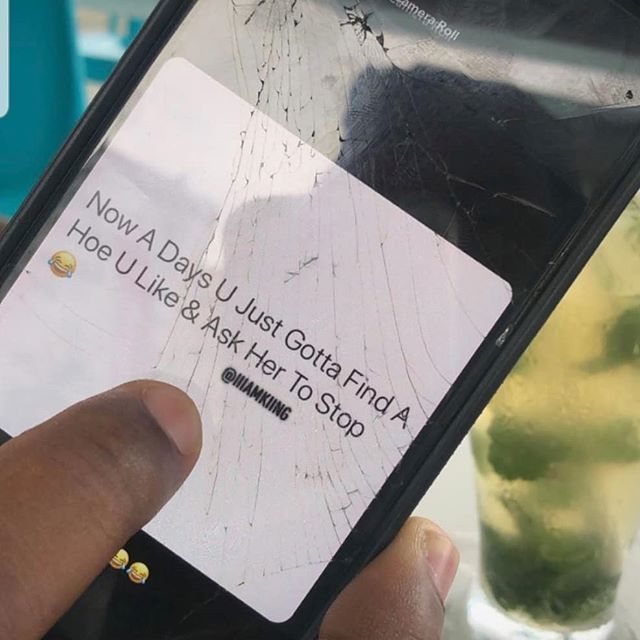 Camera Roll
Now A Days U Just Gotta Find A
Hoe U Like & Ask Her To Stop
😂
@IIIAMKIING
😂😂